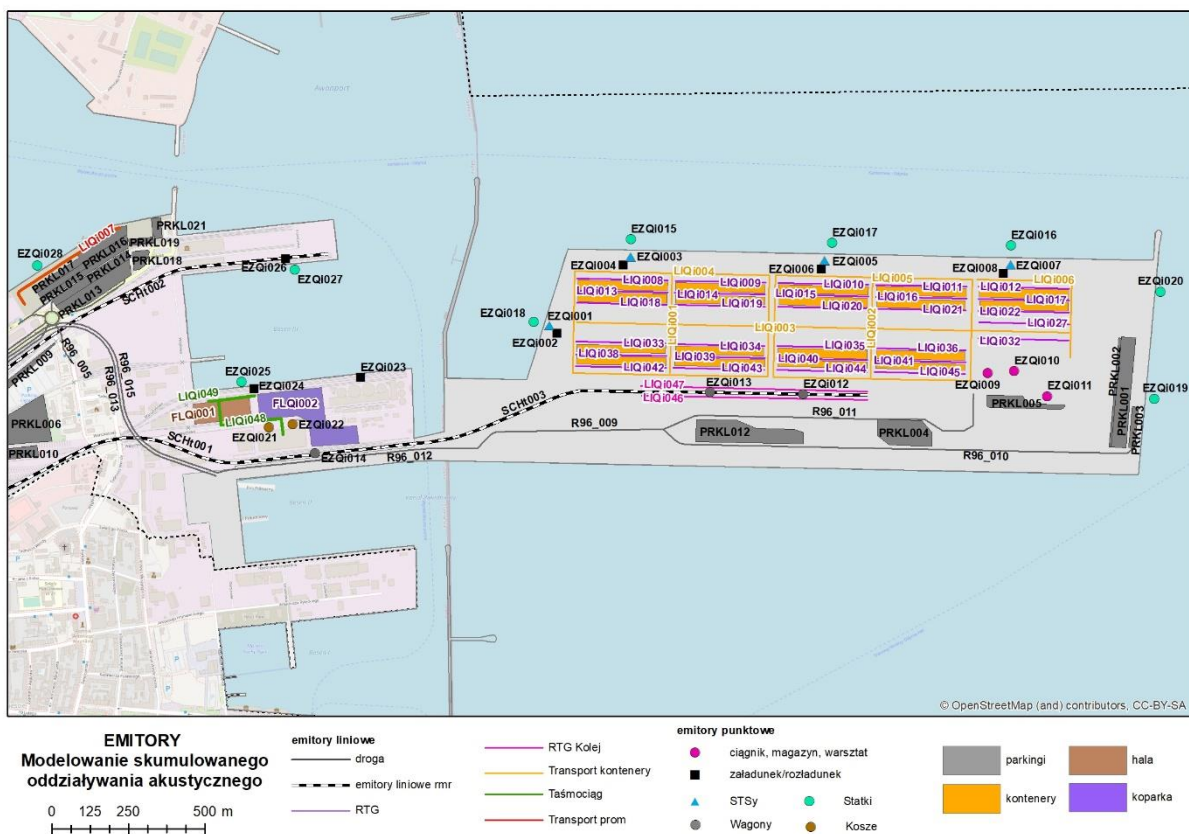 Awanport
PRKL021
LIQi007
PRKL016
PRKL019
PRKL014
PRKL018
PRKL017
PRKL015
PRKL013
SCHt002
EZQi028
EZQi026
EZQi027
EZQi015
EZQi003
EZQi004
EZQi017
EZQi005
EZQi006
EZQi016
EZQi007
EZQi008
EZQi020
LIQi004
LIQi005
LIQi006
LIQi008
LIQi009
LIQi010
LIQi011
LIQi012
LIQi013
LIQi014
LIQi015
LIQi016
LIQi017
LIQi018
LIQi019
LIQi020
LIQi021
LIQi022
LIQi027
LIQi001
LIQi002
LIQi003
LIQi032
EZQi018
EZQi001
EZQi002
LIQi033
LIQi034
LIQi035
LIQi036
LIQi038
LIQi039
LIQi040
LIQi041
LIQi042
LIQi043
LIQi044
LIQi045
PRKL009
R96_005
R96_015
R96_013
EZQi025
EZQi024
EZQi023
LIQi049
FLQi001
FLQi002
LIQi048
EZQi021
EZQi022
LIQi047
LIQi046
EZQi013
EZQi012
EZQi009
EZQi010
EZQi011
PRKL005
PRKL002
PRKL001
PRKL003
EZQi019
PRKL006
PRKL010
SCHt001
SCHt003
EZQi014
R96_012
R96_009
R96_011
PRKL012
PRKL004
R96_010
© OpenStreetMap (and) contributors, CC-BY-SA
EMITORY
Modelowanie skumulowanego
oddziaływania akustycznego
0 125 250 500 m
emitory liniowe
droga
emitory liniowe rmr
RTG
RTG Kolej
Transport kontenery
Taśmociąg
Transport prom
emitory punktowe
ciągnik, magazyn, warsztat
załadunek/rozładunek
STSy
Statki
Wagony
Kosze
parkingi
hala
kontenery
koparka